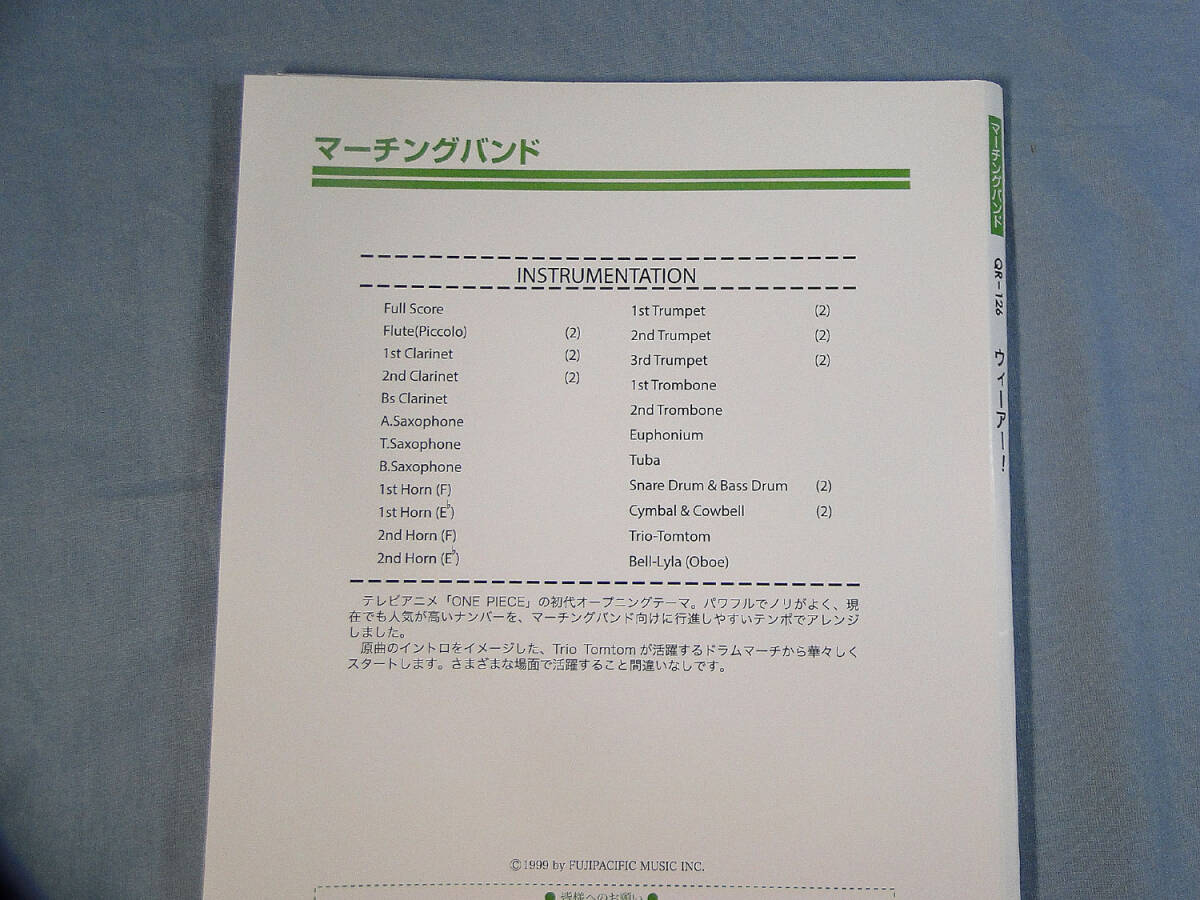 マーチングバンド
INSTRUMENTATION
Full Score
Flute(Piccolo) (2)
1st Clarinet (2)
2nd Clarinet (2)
Bs Clarinet
A.Saxophone
T.Saxophone
B.Saxophone
1st Horn (F)
1st Horn (E♭)
2nd Horn (F)
2nd Horn (E♭)
1st Trumpet (2)
2nd Trumpet (2)
3rd Trumpet (2)
1st Trombone
2nd Trombone
Euphonium
Tuba
Snare Drum & Bass Drum (2)
Cymbal & Cowbell (2)
Trio-Tomtom
Bell-Lyla (Oboe)
テレビアニメ「ONE PIECE」の初代オープニングテーマ。パワフルでノリがよく、現
在でも人気が高いナンバーを、マーチングバンド向けに行進しやすいテンポでアレンジ
しました。
原曲のイントロをイメージした、Trio Tomtom が活躍するドラムマーチから華々しく
スタートします。さまざまな場面で活躍すること間違いなしです。
©1999 by FUJIPACIFIC MUSIC INC.
● 皆様へのお願い ●
マーチングバンド QR-126 ウィーアー!